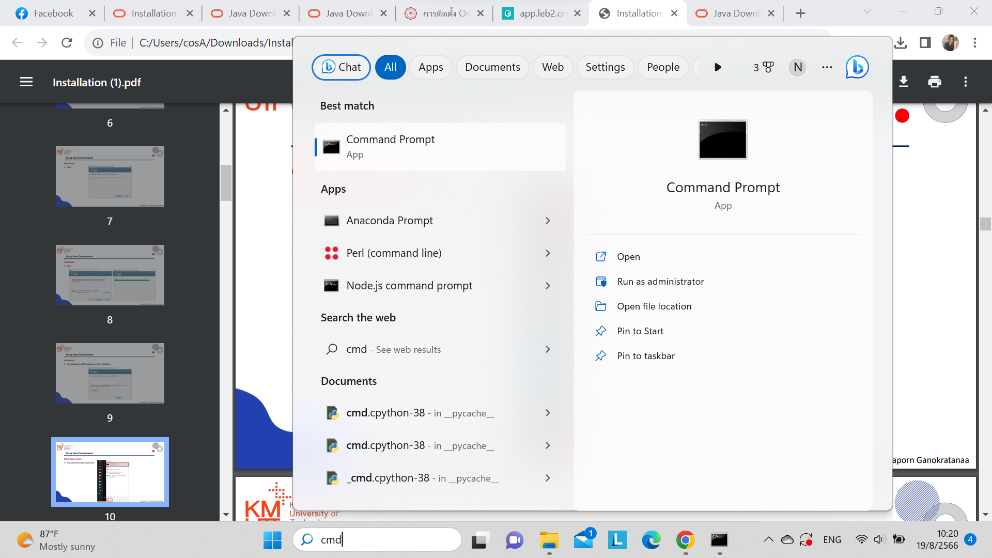 Facebook
Installation
Java Downl
Java Downl
การติดตั้ง Or
app.leb2.or
Installation
Java Downl
File
C:/Users/cosA/Downloads/Instal
Installation (1).pdf
6
7
8
9
10
Chat
All
Apps
Documents
Web
Settings
People
3
N
Best match
Command Prompt
App
Apps
Anaconda Prompt
Perl (command line)
Node.js command prompt
Search the web
cmd - See web results
Documents
cmd.cpython-38 - in __pycache__
cmd.cpython-38 - in __pycache__
_cmd.cpython-38 - in __pycache__
Command Prompt
App
Open
Run as administrator
Open file location
Pin to Start
Pin to taskbar
aporn Ganokratanaa
KM
University of
87°F
Mostly sunny
cmd
1
L
ENG
10:20
19/8/2566
4